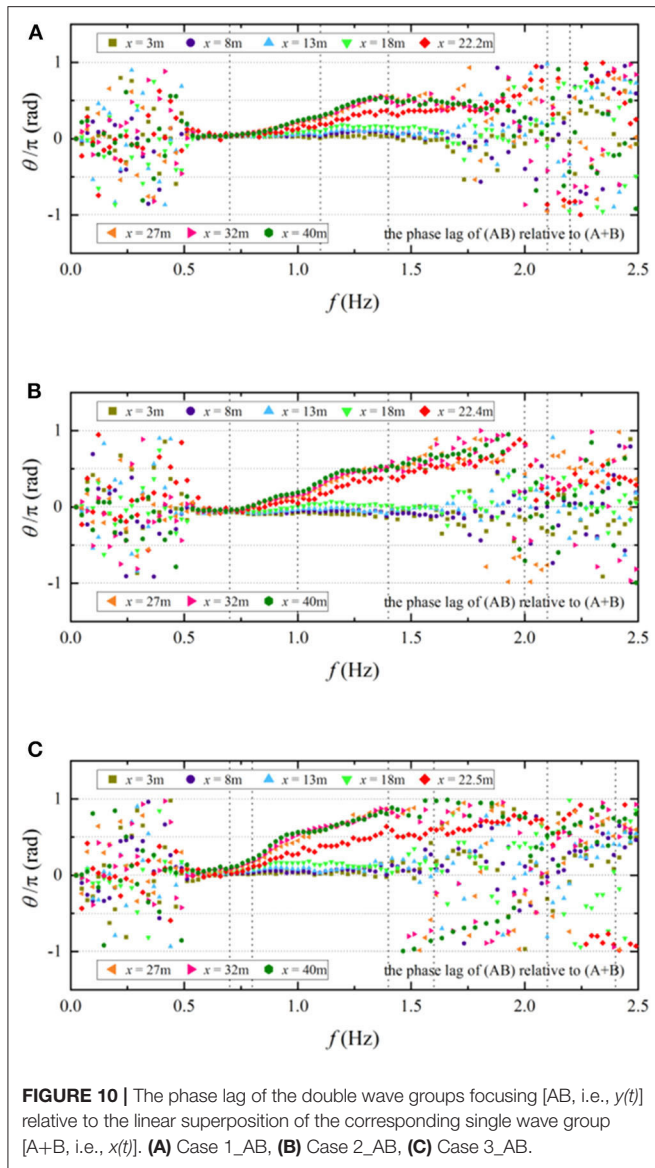 A
x = 3m x = 8m x = 13m x = 18m x = 22.2m
1
0
-1
θ/π (rad)
x = 27m x = 32m x = 40m the phase lag of (AB) relative to (A+B)
0.0 0.5 1.0 1.5 2.0 2.5
f (Hz)
B
x = 3m x = 8m x = 13m x = 18m x = 22.4m
1
0
-1
θ/π (rad)
x = 27m x = 32m x = 40m the phase lag of (AB) relative to (A+B)
0.0 0.5 1.0 1.5 2.0 2.5
f (Hz)
C
x = 3m x = 8m x = 13m x = 18m x = 22.5m
1
0
-1
θ/π (rad)
x = 27m x = 32m x = 40m the phase lag of (AB) relative to (A+B)
0.0 0.5 1.0 1.5 2.0 2.5
f (Hz)
FIGURE 10 | The phase lag of the double wave groups focusing [AB, i.e., y(t)]
relative to the linear superposition of the corresponding single wave group
[A+B, i.e., x(t)]. (A) Case 1_AB, (B) Case 2_AB, (C) Case 3_AB.